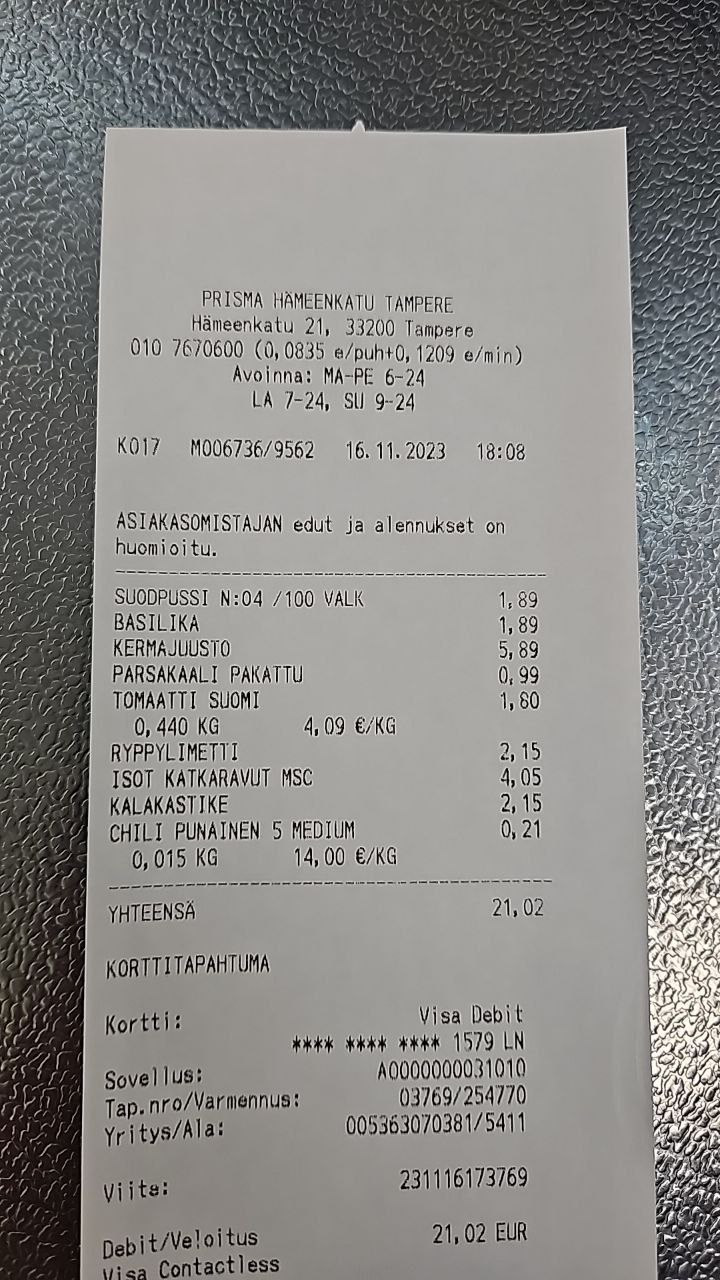 PRISMA HÄMEENKATU TAMPERE
Hämeenkatu 21, 33200 Tampere
010 7670600 (0,0835 e/puh+0,1209 e/min)
Avoinna: MA-PE 6-24
LA 7-24, SU 9-24
K017 M006736/9562 16.11.2023 18:08
ASIAKASOMISTAJAN edut ja alennukset on
huomioitu.
SUODPUSSI N:04 /100 VALK 1,89
BASILIKA 1,89
KERMAJUUSTO 5,89
PARSAKAALI PAKATTU 0,99
TOMAATTI SUOMI 1,80
0,440 KG 4,09 €/KG
RYPPYLIMETTI 2,15
ISOT KATKARAVUT MSC 4,05
KALAKASTIKE 2,15
CHILI PUNAINEN 5 MEDIUM 0,21
0,015 KG 14,00 €/KG
YHTEENSÄ 21,02
KORTTITAPAHTUMA
Kortti: Visa Debit
**** **** **** 1579 LN
Sovellus: A0000000031010
Tap.nro/Varmennus: 03769/254770
Yritys/Ala: 005363070381/5411
Viite: 231116173769
Debit/Veloitus 21,02 EUR
Visa Contactless